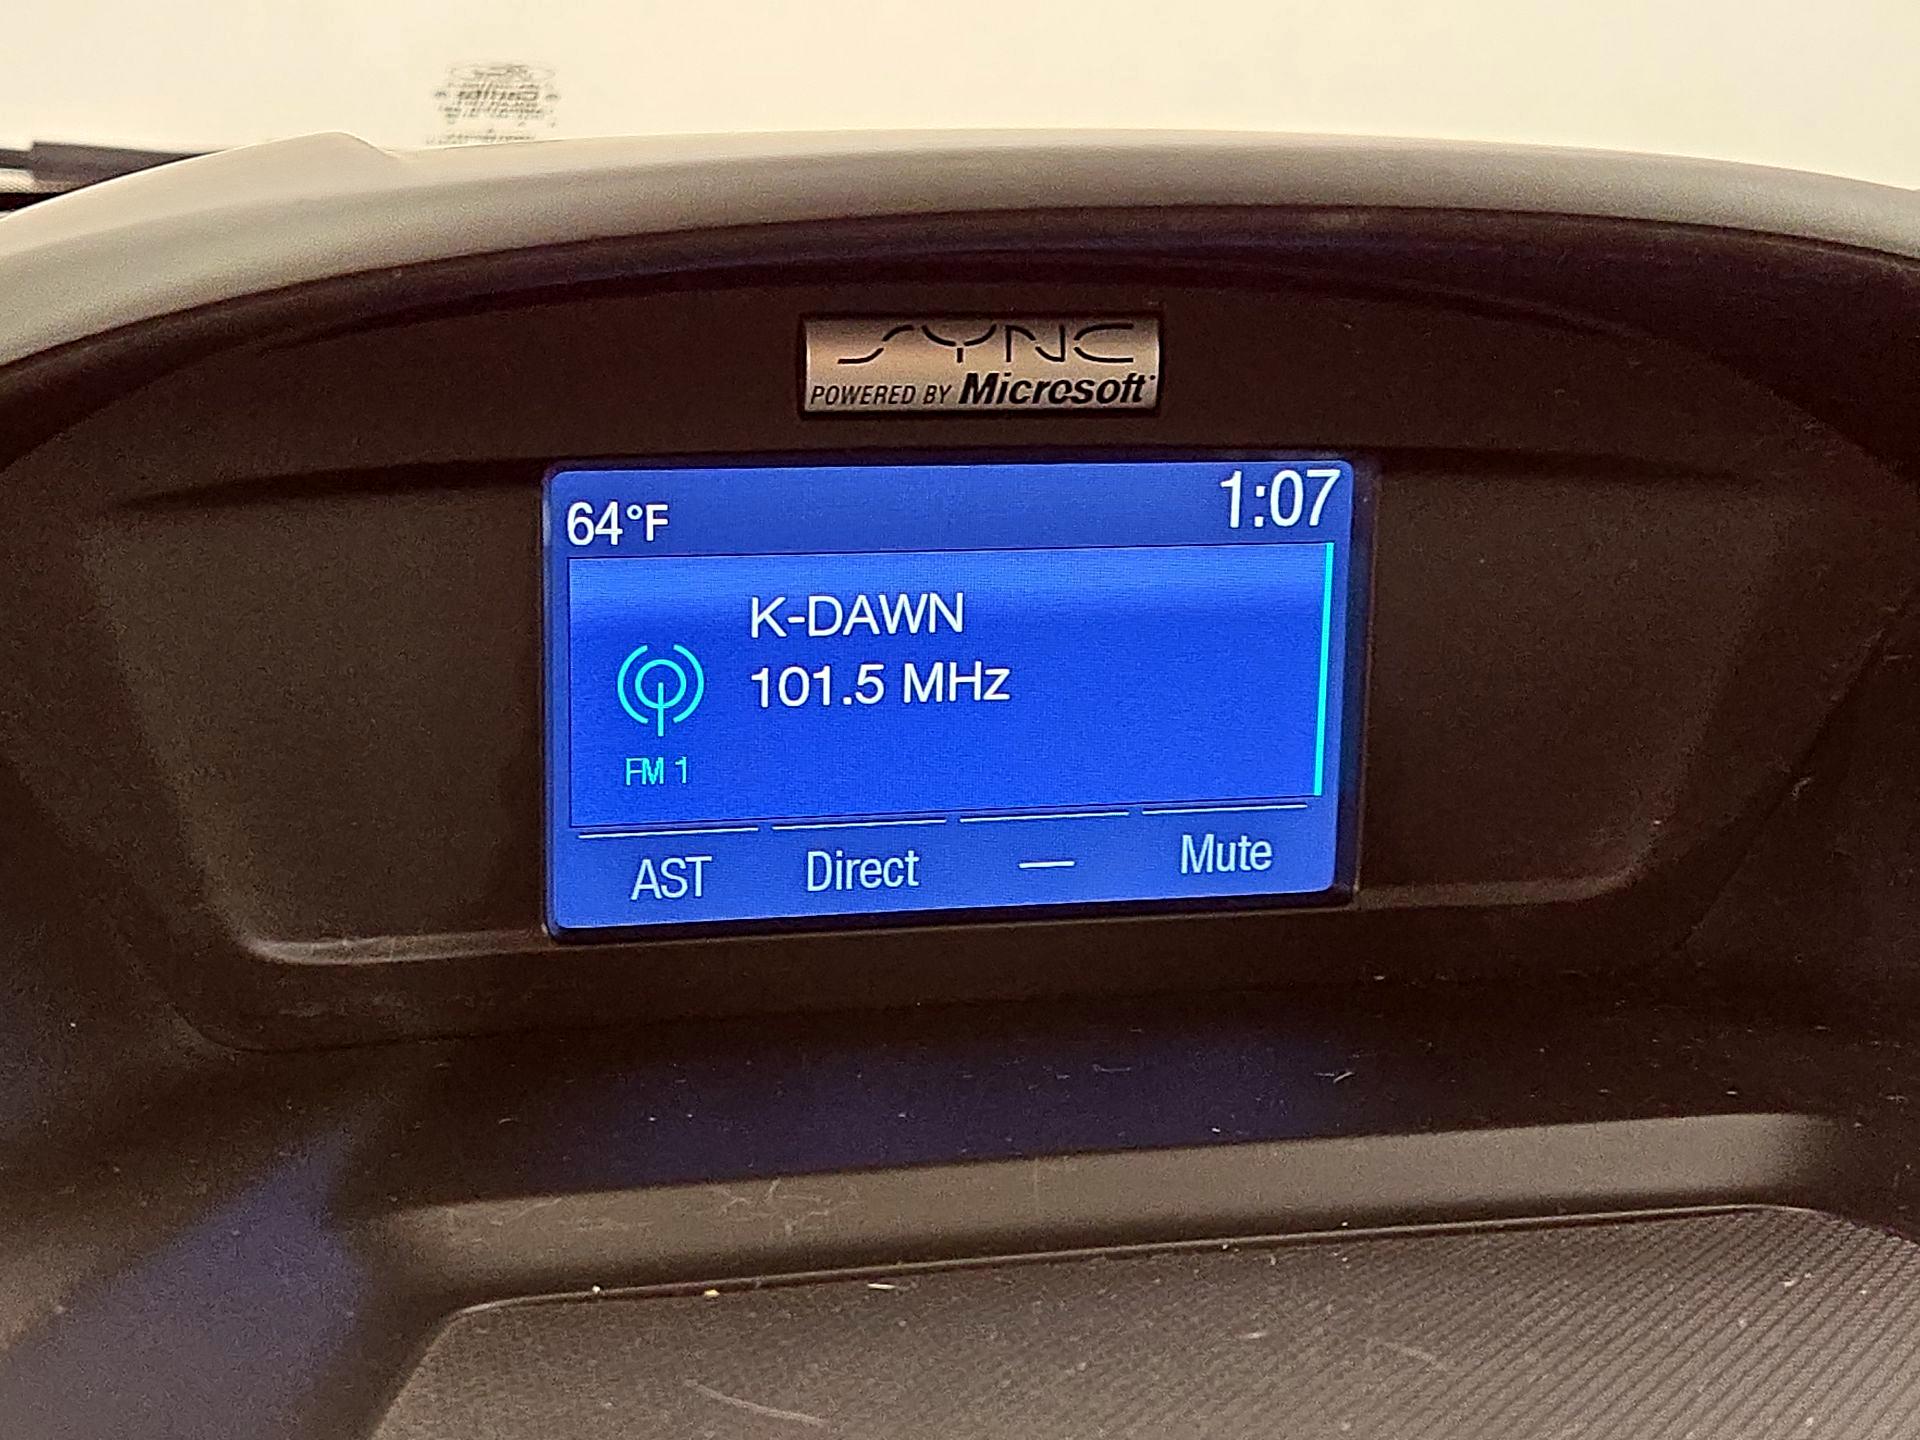 SYNC
POWERED BY Microsoft
64°F 1:07
K-DAWN
101.5 MHz
FM 1
AST Direct — Mute